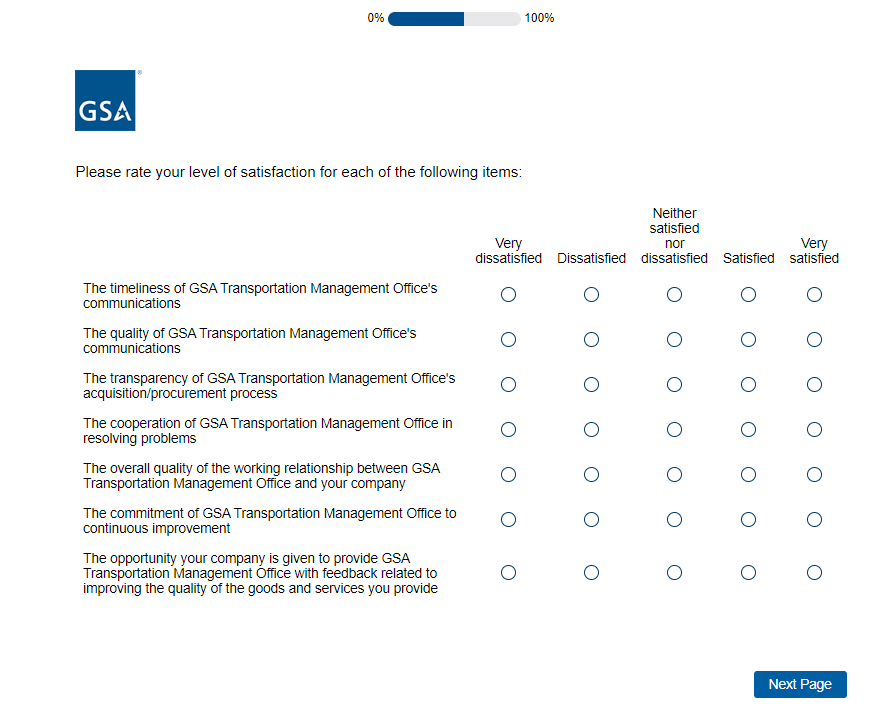 0% 100%
GSA
®
Please rate your level of satisfaction for each of the following items:
Very dissatisfied
Dissatisfied
Neither satisfied nor dissatisfied
Satisfied
Very satisfied
The timeliness of GSA Transportation Management Office's
communications
The quality of GSA Transportation Management Office's
communications
The transparency of GSA Transportation Management Office's
acquisition/procurement process
The cooperation of GSA Transportation Management Office in
resolving problems
The overall quality of the working relationship between GSA
Transportation Management Office and your company
The commitment of GSA Transportation Management Office to
continuous improvement
The opportunity your company is given to provide GSA
Transportation Management Office with feedback related to
improving the quality of the goods and services you provide
Next Page